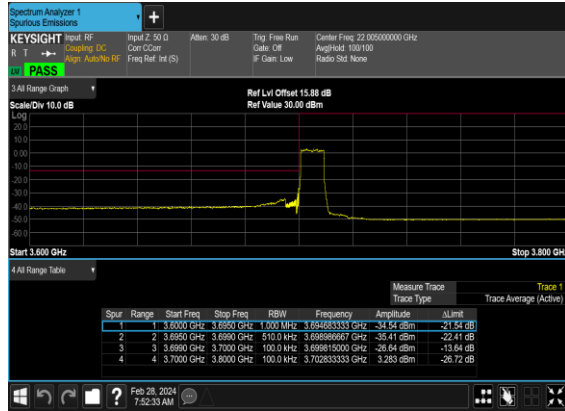 Spectrum Analyzer 1
Spurious Emissions
+
KEYSIGHT Input: RF Input Z: 50 Ω Atten: 30 dB Trig: Free Run Center Freq: 22.005000000 GHz
R T Coupling: DC Corr CCorr Gate: Off Avg|Hold: 100/100
Align: Auto/No RF Freq Ref: Int (S) IF Gain: Low Radio Std: None
PASS
3 All Range Graph Ref Lvl Offset 15.88 dB
Scale/Div 10.0 dB Ref Value 30.00 dBm
Log
20.0
10.0
0.00
-10.0
-20.0
-30.0
-40.0
-50.0
-60.0
Start 3.600 GHz Stop 3.800 GHz
4 All Range Table
Measure Trace Trace 1
Trace Type Trace Average (Active)
Spur Range Start Freq Stop Freq RBW Frequency Amplitude ΔLimit
1 1 3.6000 GHz 3.6950 GHz 1.000 MHz 3.694683333 GHz -34.54 dBm -21.54 dB
2 2 3.6950 GHz 3.6990 GHz 510.0 kHz 3.698986667 GHz -35.41 dBm -22.41 dB
3 3 3.6990 GHz 3.7000 GHz 100.0 kHz 3.699815000 GHz -26.64 dBm -13.64 dB
4 4 3.7000 GHz 3.8000 GHz 100.0 kHz 3.702833333 GHz 3.283 dBm -26.72 dB
? Feb 28, 2024
7:52:33 AM